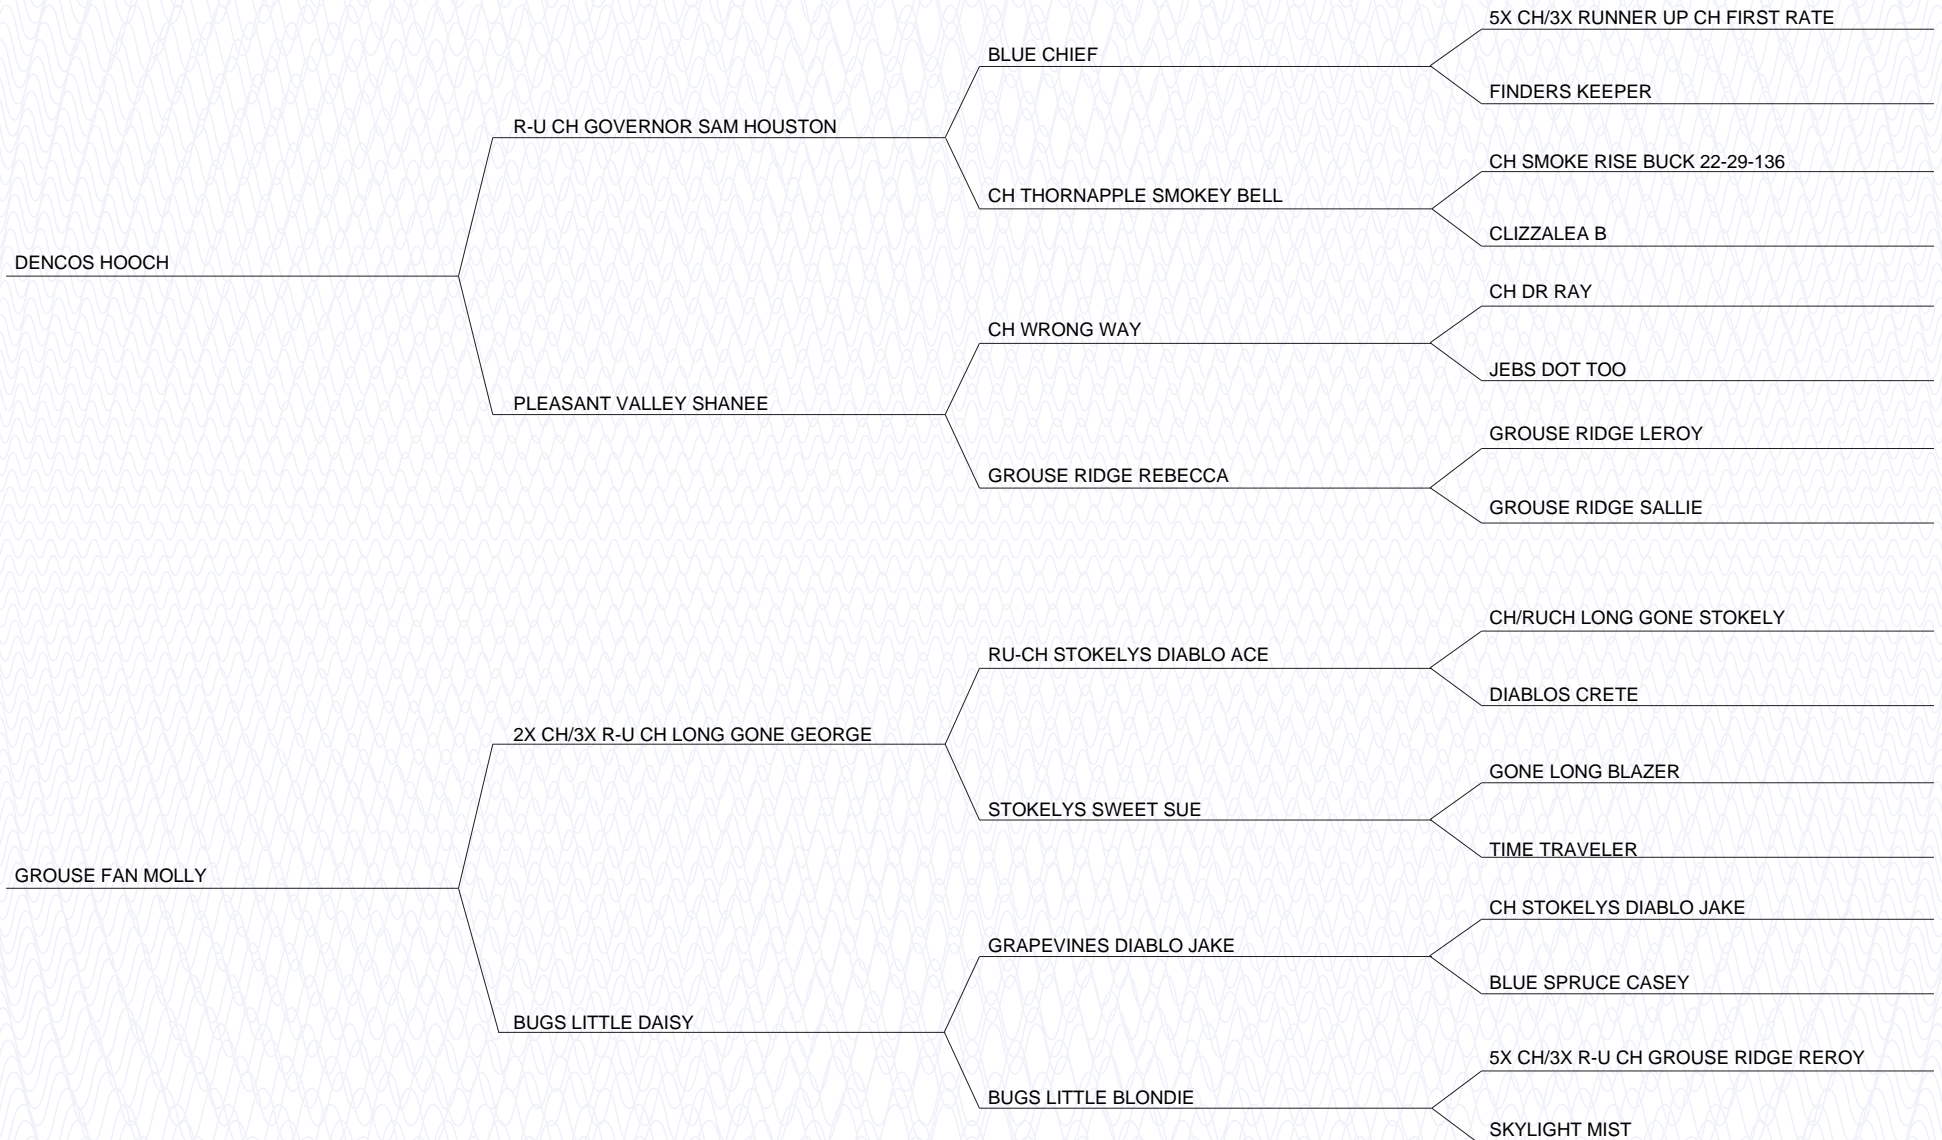 5X CH/3X RUNNER UP CH FIRST RATE
BLUE CHIEF
FINDERS KEEPER
R-U CH GOVERNOR SAM HOUSTON
CH SMOKE RISE BUCK 22-29-136
CH THORNAPPLE SMOKEY BELL
CLIZZALEA B
DENCOS HOOCH
CH DR RAY
CH WRONG WAY
JEBS DOT TOO
PLEASANT VALLEY SHANEE
GROUSE RIDGE LEROY
GROUSE RIDGE REBECCA
GROUSE RIDGE SALLIE
CH/RUCH LONG GONE STOKELY
RU-CH STOKELYS DIABLO ACE
DIABLOS CRETE
2X CH/3X R-U CH LONG GONE GEORGE
GONE LONG BLAZER
STOKELYS SWEET SUE
TIME TRAVELER
GROUSE FAN MOLLY
CH STOKELYS DIABLO JAKE
GRAPEVINES DIABLO JAKE
BLUE SPRUCE CASEY
BUGS LITTLE DAISY
5X CH/3X R-U CH GROUSE RIDGE REROY
BUGS LITTLE BLONDIE
SKYLIGHT MIST